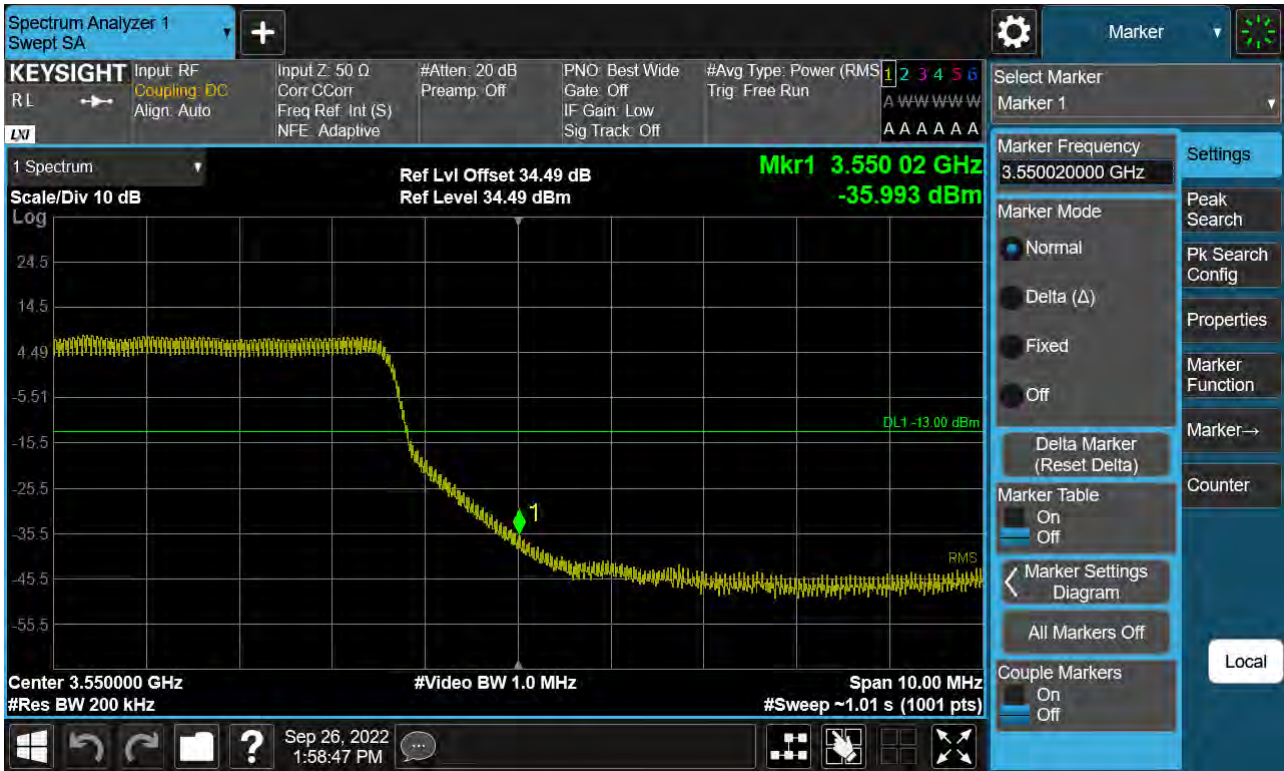 Spectrum Analyzer 1
Swept SA
+
Marker
KEYSIGHT
RL
LXI
Input: RF
Coupling: DC
Align: Auto
Input Z: 50 Ω
Corr CCorr
Freq Ref: Int (S)
NFE: Adaptive
#Atten: 20 dB
Preamp: Off
PNO: Best Wide
Gate: Off
IF Gain: Low
Sig Track: Off
#Avg Type: Power (RMS
Trig: Free Run
1 2 3 4 5 6
A W W W W W
A A A A A A
Select Marker
Marker 1
1 Spectrum
Scale/Div 10 dB
Log
Ref Lvl Offset 34.49 dB
Ref Level 34.49 dBm
Mkr1 3.550 02 GHz
-35.993 dBm
24.5
14.5
4.49
-5.51
-15.5
-25.5
-35.5
-45.5
-55.5
DL1 -13.00 dBm
1
RMS
Center 3.550000 GHz
#Res BW 200 kHz
#Video BW 1.0 MHz
Span 10.00 MHz
#Sweep ~1.01 s (1001 pts)
Marker Frequency
3.550020000 GHz
Marker Mode
Normal
Delta (Δ)
Fixed
Off
Delta Marker
(Reset Delta)
Marker Table
On
Off
Marker Settings
Diagram
All Markers Off
Couple Markers
On
Off
Settings
Peak
Search
Pk Search
Config
Properties
Marker
Function
Marker→
Counter
Local
?
Sep 26, 2022
1:58:47 PM